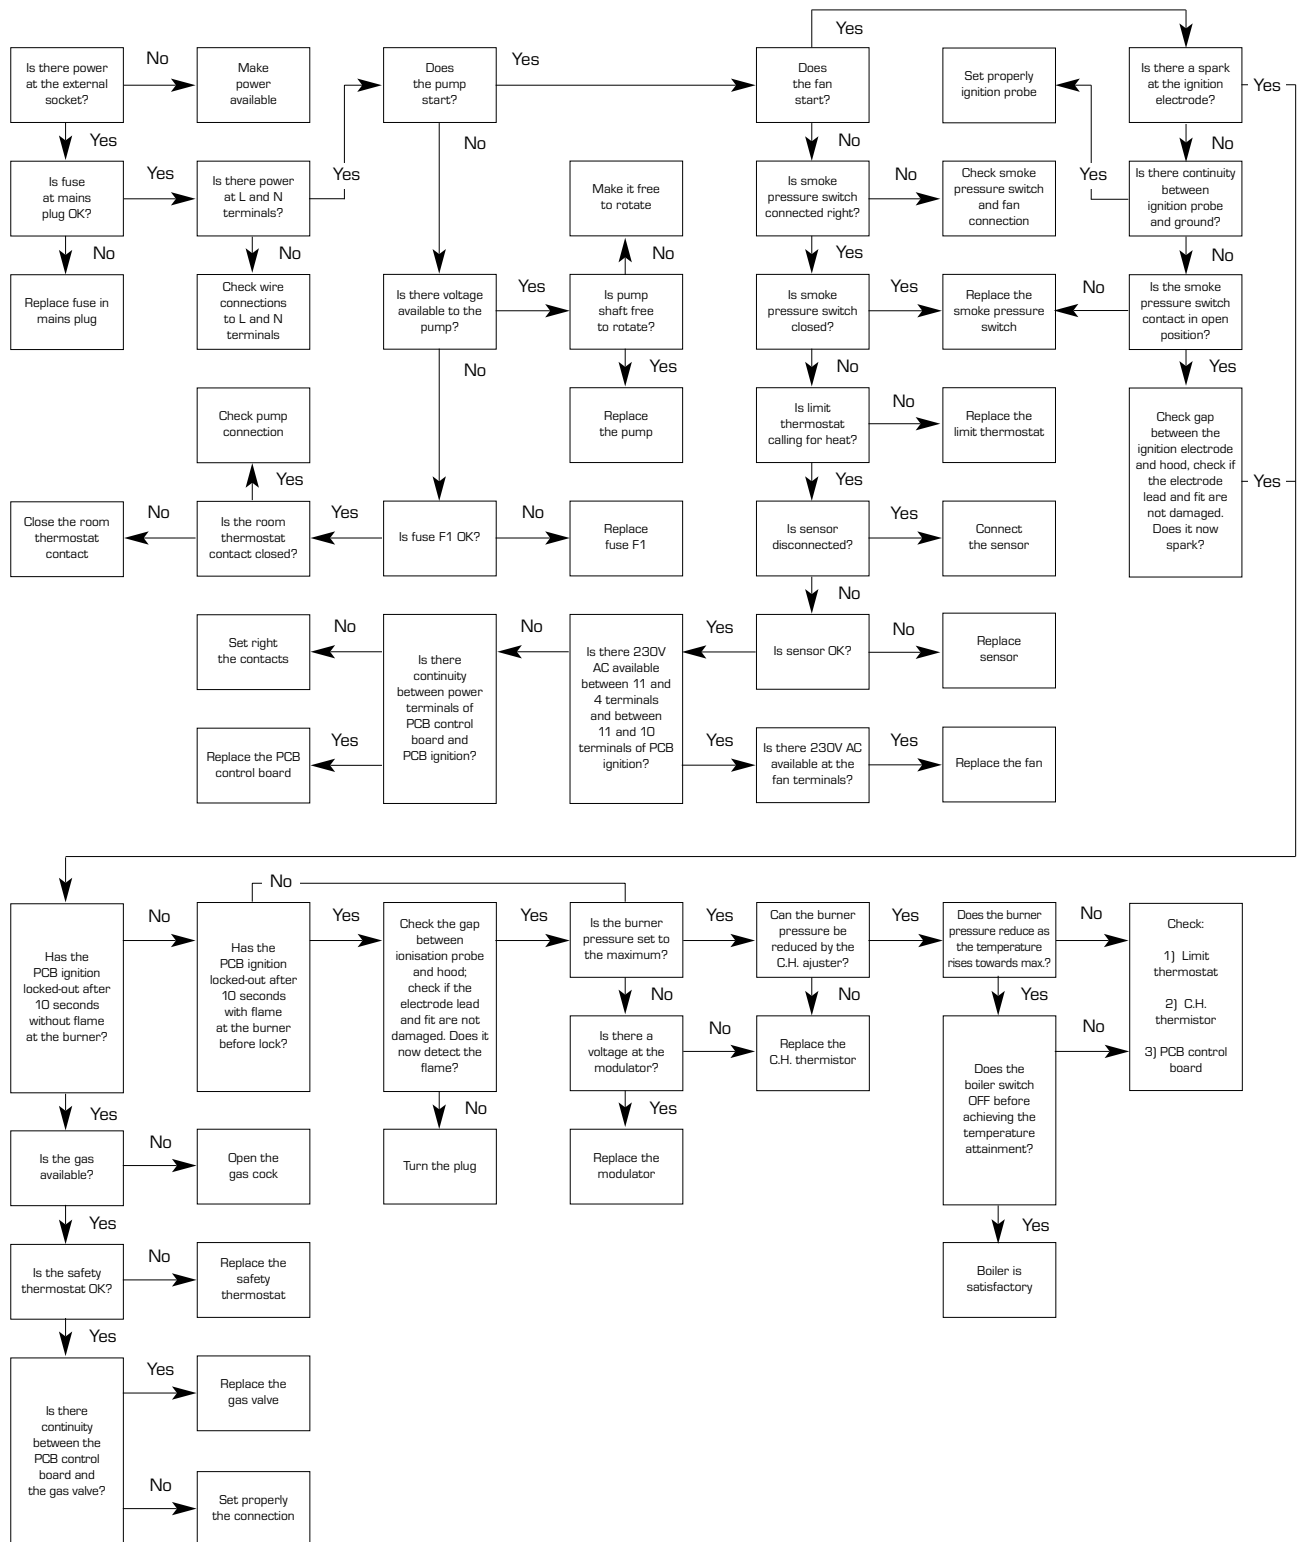 Yes
Is there power
at the external
socket?
No
Make
power
available
Does
the pump
start?
Yes
Does
the fan
start?
Set properly
ignition probe
Is there a spark
at the ignition
electrode?
Yes
Yes
No
No
No
Is fuse
at mains
plug OK?
Yes
Is there power
at L and N
terminals?
Yes
Make it free
to rotate
Is smoke
pressure switch
connected right?
No
Check smoke
pressure switch
and fan
connection
Yes
Is there continuity
between
ignition probe
and ground?
No
No
No
Yes
No
Replace fuse in
mains plug
Check wire
connections
to L and N
terminals
Is there voltage
available to the
pump?
Yes
Is pump
shaft free
to rotate?
Is smoke
pressure switch
closed?
Yes
Replace the
smoke pressure
switch
No
Is the smoke
pressure switch
contact in open
position?
No
Yes
No
Yes
Check pump
connection
Replace
the pump
Is limit
thermostat
calling for heat?
No
Replace the
limit thermostat
Check gap
between the
ignition electrode
and hood, check if
the electrode
lead and fit are
not damaged.
Does it now
spark?
Yes
Yes
Yes
Close the room
thermostat
contact
No
Is the room
thermostat
contact closed?
Yes
Is fuse F1 OK?
No
Replace
fuse F1
Is sensor
disconnected?
Yes
Connect
the sensor
No
Set right
the contacts
No
Is there
continuity
between power
terminals of
PCB control
board and
PCB ignition?
No
Is there 230V
AC available
between 11 and
4 terminals
and between
11 and 10
terminals of PCB
ignition?
Yes
Is sensor OK?
No
Replace
sensor
Replace the PCB
control board
Yes
Yes
Is there 230V AC
available at the
fan terminals?
Yes
Replace the fan
No
Has the
PCB ignition
locked-out after
10 seconds
without flame
at the burner?
No
Has the
PCB ignition
locked-out after
10 seconds
with flame
at the burner
before lock?
Yes
Check the gap
between
ionisation probe
and hood;
check if the
electrode lead
and fit are not
damaged. Does it
now detect the
flame?
Yes
Is the burner
pressure set to
the maximum?
Yes
Can the burner
pressure be
reduced by the
C.H. ajuster?
Yes
Does the burner
pressure reduce as
the temperature
rises towards max.?
No
Check:
1) Limit
thermostat
2) C.H.
thermistor
3) PCB control
board
No
No
Yes
Is there a
voltage at the
modulator?
No
Replace the
C.H. thermistor
Does the
boiler switch
OFF before
achieving the
temperature
attainment?
No
Yes
No
Yes
Is the gas
available?
No
Open the
gas cock
Turn the plug
Replace the
modulator
Yes
Yes
Is the safety
thermostat OK?
No
Replace the
safety
thermostat
Boiler is
satisfactory
Yes
Is there
continuity
between the
PCB control
board and
the gas valve?
Yes
Replace the
gas valve
No
Set properly
the connection